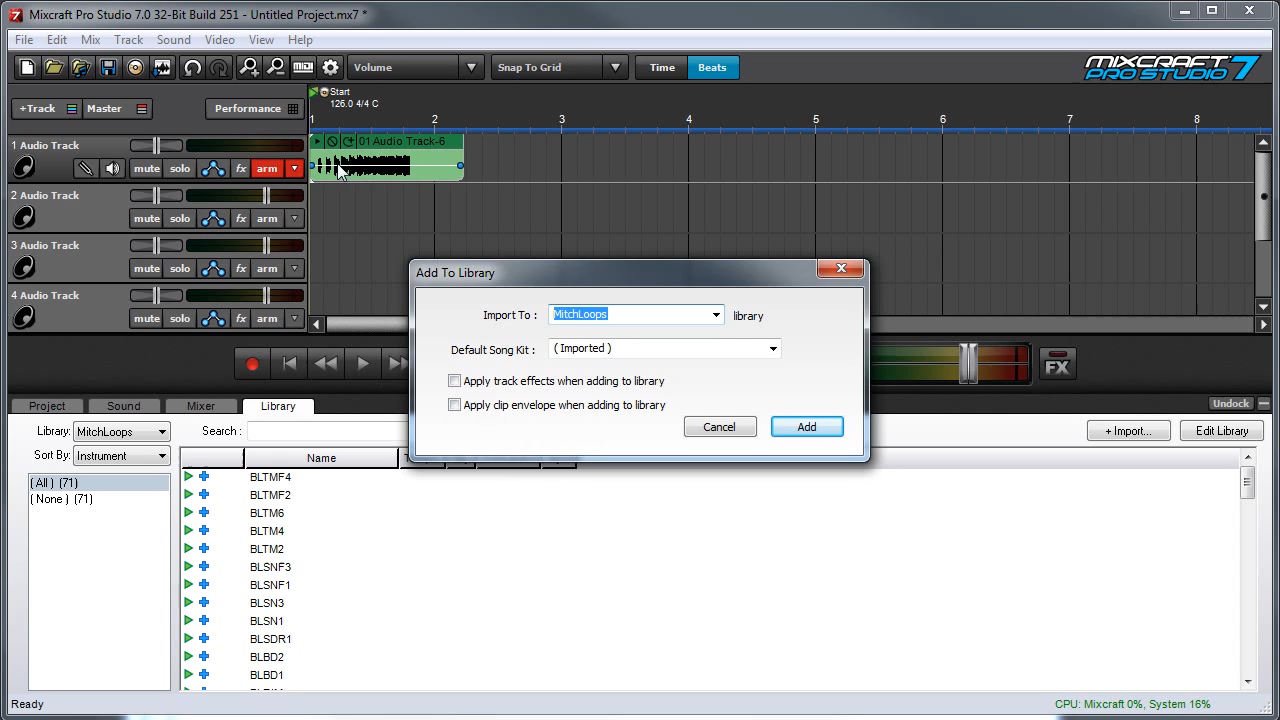 Mixcraft Pro Studio 7.0 32-Bit Build 251 - Untitled Project.mx7 *
File Edit Mix Track Sound Video View Help
Volume Snap To Grid Time Beats MIXCRAFT PRO STUDIO 7
+Track Master Performance
Start
126.0 4/4 C
1 2 3 4 5 6 7 8
1 Audio Track 01 Audio Track-6
mute solo fx arm
2 Audio Track
mute solo fx arm
3 Audio Track
mute solo fx arm
4 Audio Track
mute solo fx arm
Add To Library
Import To : MitchLoops library
Default Song Kit : ( Imported )
Apply track effects when adding to library
Apply clip envelope when adding to library
Cancel Add
FX
Project Sound Mixer Library Undock
Library: MitchLoops Search : + Import... Edit Library
Sort By: Instrument
Name
( All ) (71)
( None ) (71)
BLTMF4
BLTMF2
BLTM6
BLTM4
BLTM2
BLSNF3
BLSNF1
BLSN3
BLSN1
BLSDR1
BLBD2
BLBD1
Ready CPU: Mixcraft 0%, System 16%